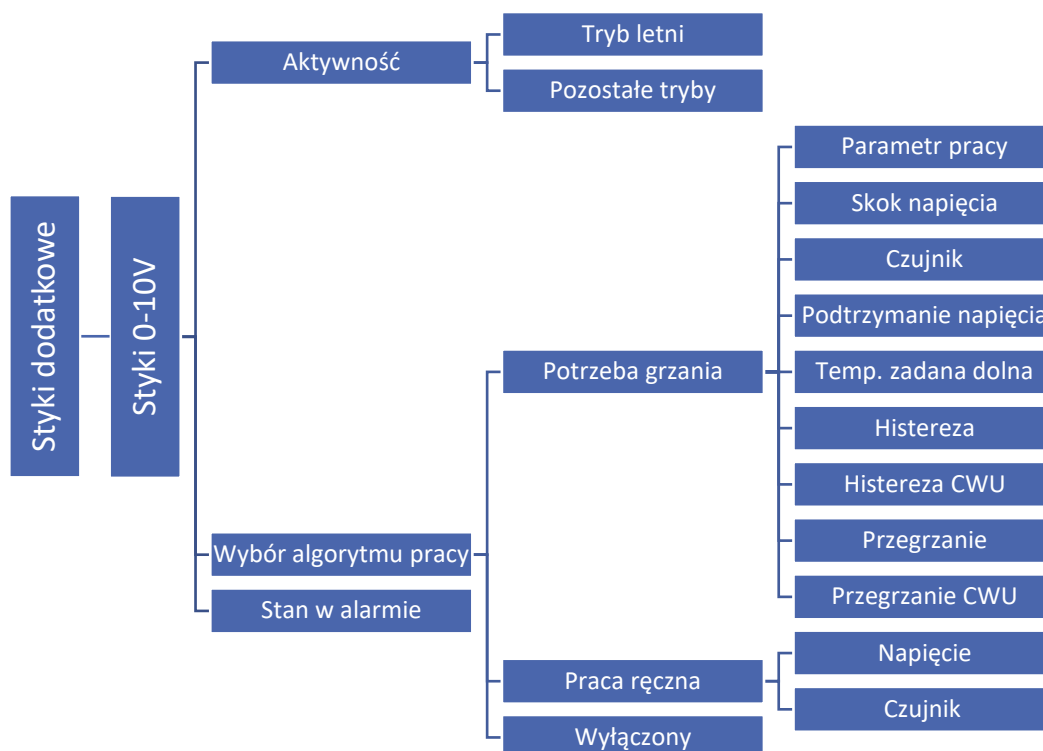 Styki dodatkowe
Styki 0-10V
Aktywność
Tryb letni
Pozostałe tryby
Wybór algorytmu pracy
Potrzeba grzania
Parametr pracy
Skok napięcia
Czujnik
Podtrzymanie napięcia
Temp. zadana dolna
Histereza
Histereza CWU
Przegrzanie
Przegrzanie CWU
Praca ręczna
Napięcie
Czujnik
Wyłączony
Stan w alarmie